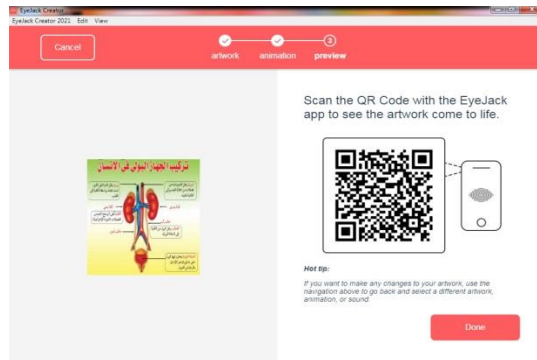 EyeJack Creator
EyeJack Creator 2021 Edit View
Cancel
artwork
animation
3
preview
Scan the QR Code with the EyeJack
app to see the artwork come to life.
تركيب الجهاز البولي في الانسان
Hot tip:
If you want to make any changes to your artwork, use the
navigation above to go back and select a different artwork,
animation, or sound
Done